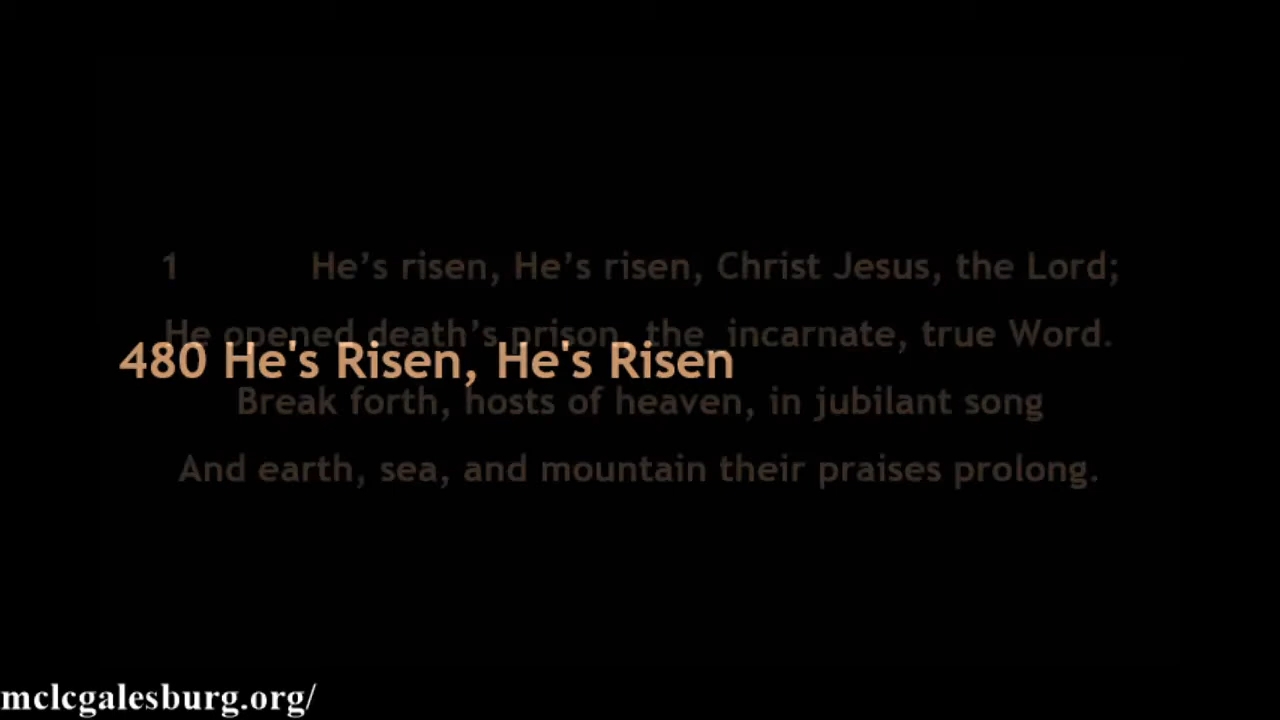 1 He’s risen, He’s risen, Christ Jesus, the Lord;
He opened death’s prison, the incarnate, true Word.
480 He's Risen, He's Risen
Break forth, hosts of heaven, in jubilant song
And earth, sea, and mountain their praises prolong.
mclcgalesburg.org/